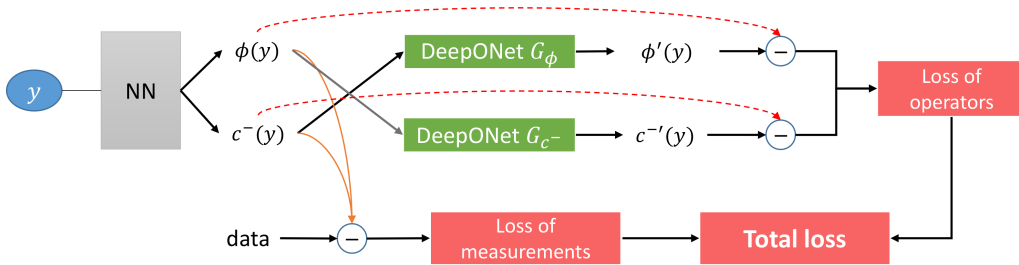 y
NN
ϕ(y)
c⁻(y)
DeepONet G_ϕ
DeepONet G_c⁻
ϕ′(y)
c⁻′(y)
−
−
Loss of
operators
data
−
Loss of
measurements
Total loss